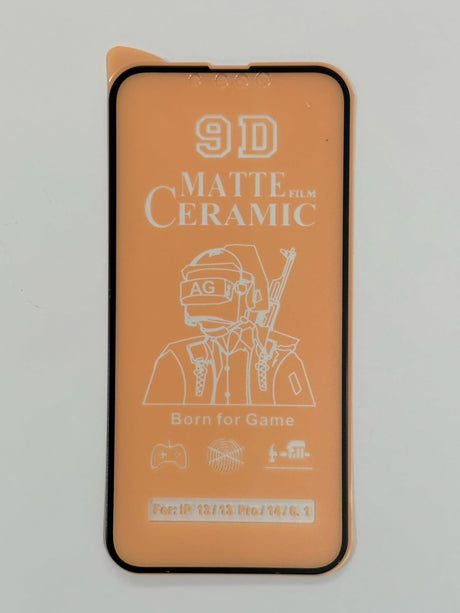 9D
MATTE FILM
CERAMIC
AG
Born for Game
For: IP 13/13 Pro/14/6.1